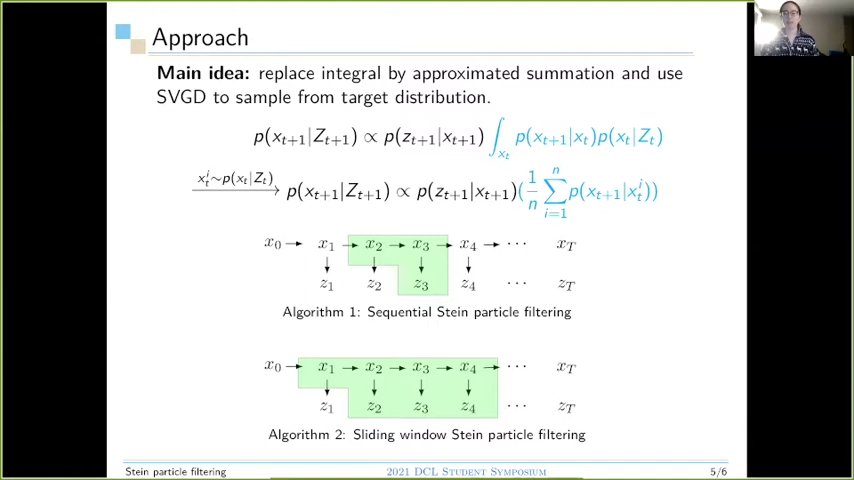 Approach
Main idea: replace integral by approximated summation and use
SVGD to sample from target distribution.
p(x_{t+1}|Z_{t+1}) ∝ p(z_{t+1}|x_{t+1}) ∫_{x_t} p(x_{t+1}|x_t)p(x_t|Z_t)
x_t^i∼p(x_t|Z_t) → p(x_{t+1}|Z_{t+1}) ∝ p(z_{t+1}|x_{t+1})(1/n ∑_{i=1}^n p(x_{t+1}|x_t^i))
x_0 → x_1 → x_2 → x_3 → x_4 → ⋯ x_T
z_1 z_2 z_3 z_4 ⋯ z_T
Algorithm 1: Sequential Stein particle filtering
x_0 → x_1 → x_2 → x_3 → x_4 → ⋯ x_T
z_1 z_2 z_3 z_4 ⋯ z_T
Algorithm 2: Sliding window Stein particle filtering
Stein particle filtering 2021 DCL Student Symposium 5/6